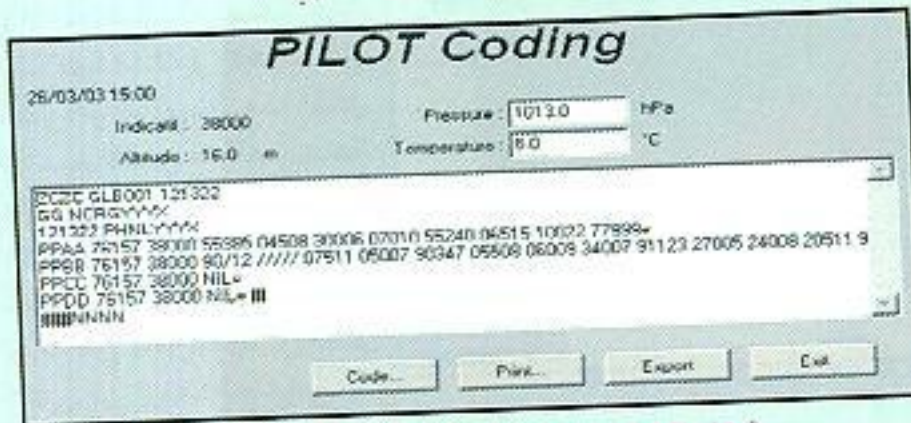 PILOT Coding
26/03/03 15:00
Indicatif : 38000
Pressure : 1013.0 hPa
Altitude : 16.0 m
Temperature : 6.0 °C
ZCZC GLB001 121322
GG NCRGYYYX
121322 PHNLYYYX
PPAA 76157 38000 55385 04508 30006 07010 55240 06515 10022 77999=
PPBB 76157 38000 90/12 ///// 07511 05007 90347 05508 06009 34007 91123 27005 24008 20511 9
PPCC 76157 38000 NIL=
PPDD 76157 38000 NIL=
NNNN
Code...
Print...
Export
Exit